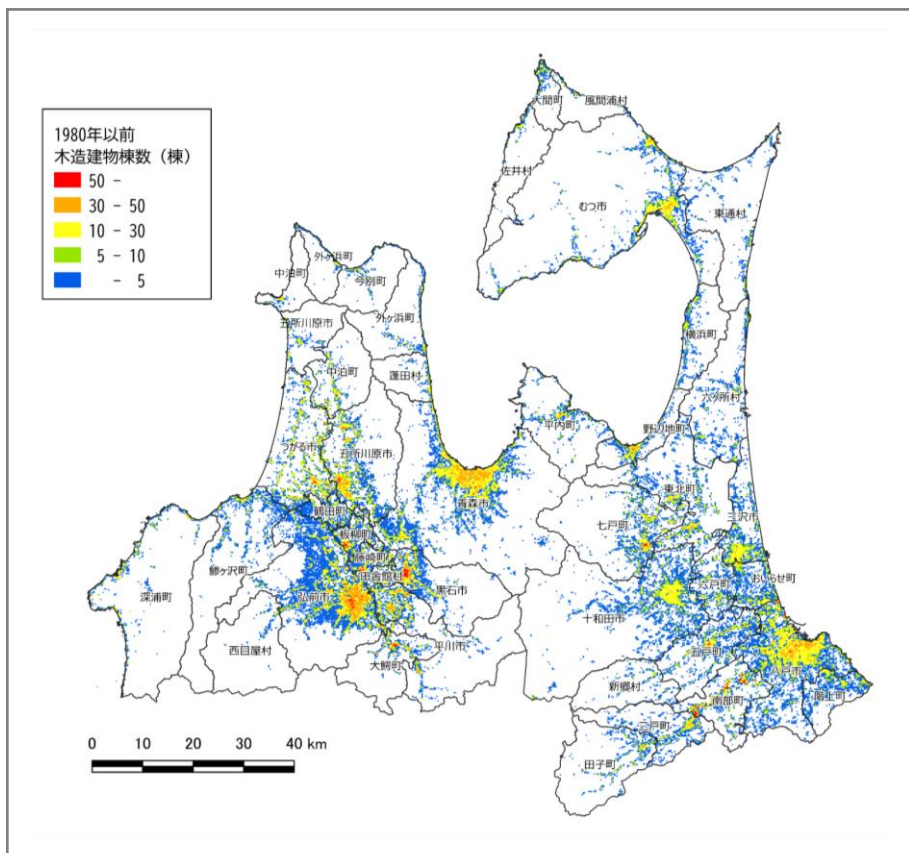 1980年以前
木造建物棟数（棟）
50 -
30 - 50
10 - 30
5 - 10
- 5
大間町
風間浦村
佐井村
むつ市
東通村
外ヶ浜町
中泊町
今別町
五所川原市
外ヶ浜町
横浜町
中泊町
蓬田村
六ヶ所村
平内町
野辺地町
つがる市
五所川原市
東北町
青森市
三沢市
鶴田町
七戸町
板柳町
藤崎町
田舎館村
鰺ヶ沢町
六戸町
おいらせ町
黒石市
深浦町
弘前市
十和田市
西目屋村
平川市
五戸町
大鰐町
八戸市
新郷村
南部町
階上町
三戸町
田子町
0 10 20 30 40 km